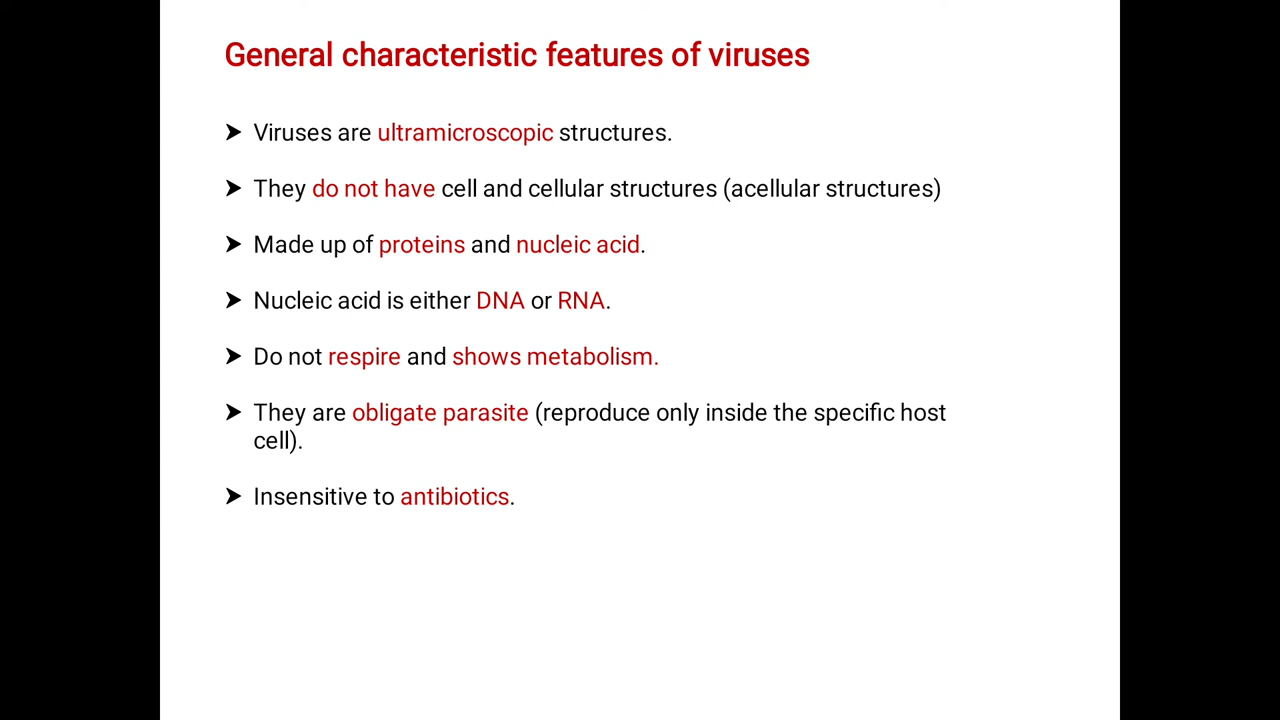 General characteristic features of viruses
➤ Viruses are ultramicroscopic structures.
➤ They do not have cell and cellular structures (acellular structures)
➤ Made up of proteins and nucleic acid.
➤ Nucleic acid is either DNA or RNA.
➤ Do not respire and shows metabolism.
➤ They are obligate parasite (reproduce only inside the specific host
cell).
➤ Insensitive to antibiotics.